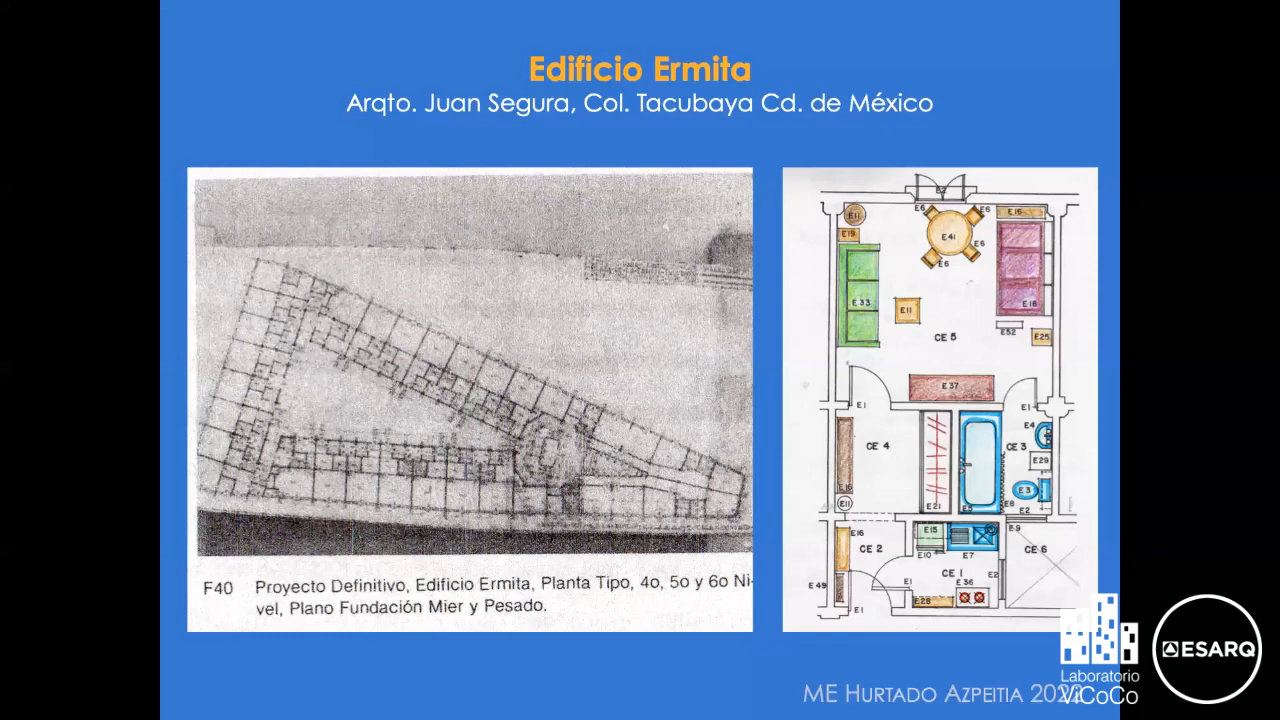 Edificio Ermita
Arqto. Juan Segura, Col. Tacubaya Cd. de México
F40 Proyecto Definitivo, Edificio Ermita, Planta Tipo, 4o, 5o y 6o Ni-
vel, Plano Fundación Mier y Pesado.
E2
E11
E6
E6
E16
E19
E41
E6
E6
E33
E11
E18
E52
E25
CE 5
E37
E1
E1
E4
CE 4
CE 3
E29
E16
E3
E11
E21
E8
E2
E16
E15
E9
CE 2
E10
E7
CE 6
CE 1
E2
E49
E1
E36
E28
E1
Laboratorio
ViCoCo
ESARQ
ME HURTADO AZPEITIA 2022